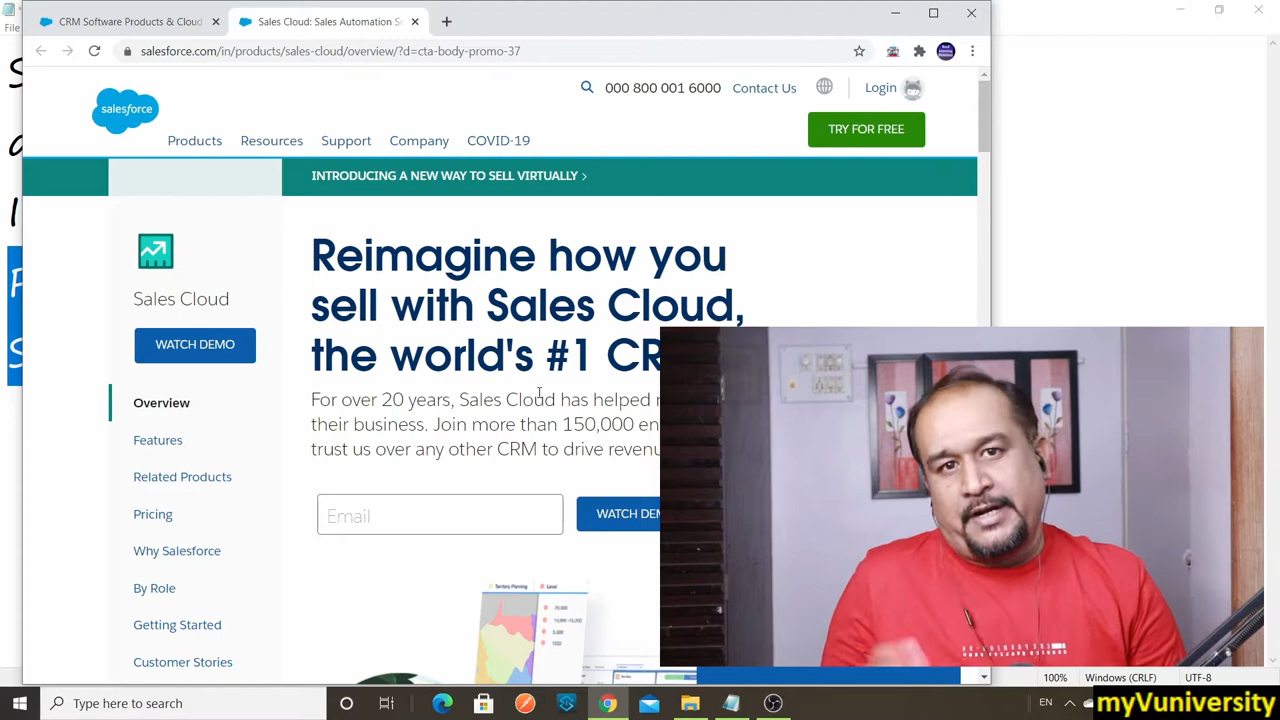 CRM Software Products & Cloud
Sales Cloud: Sales Automation S
salesforce.com/in/products/sales-cloud/overview/?d=cta-body-promo-37
salesforce
000 800 001 6000
Contact Us
Login
Products
Resources
Support
Company
COVID-19
TRY FOR FREE
INTRODUCING A NEW WAY TO SELL VIRTUALLY >
Sales Cloud
WATCH DEMO
Overview
Features
Related Products
Pricing
Why Salesforce
By Role
Getting Started
Customer Stories
Reimagine how you
sell with Sales Cloud,
the world's #1 CR
For over 20 years, Sales Cloud has helped
their business. Join more than 150,000 en
trust us over any other CRM to drive revenu
Email
WATCH DEM
Territory Planning
Level
100%
Windows (CRLF)
UTF-8
Type here to search
EN
myVuniversity